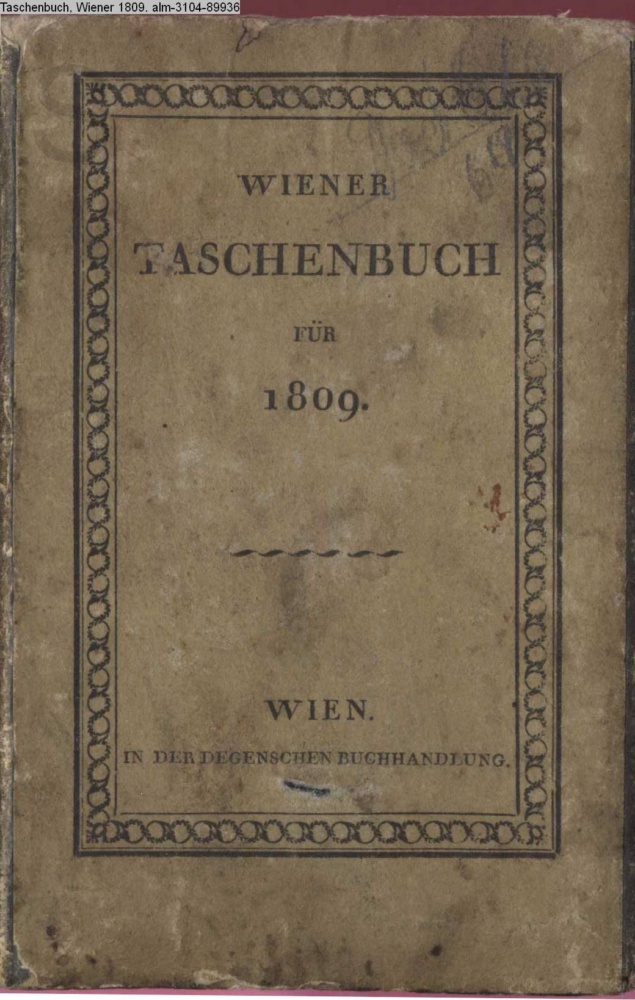 Taschenbuch, Wiener 1809. alm-3104-89936
WIENER
TASCHENBUCH
FÜR
1809.
WIEN.
IN DER DEGENSCHEN BUCHHANDLUNG.